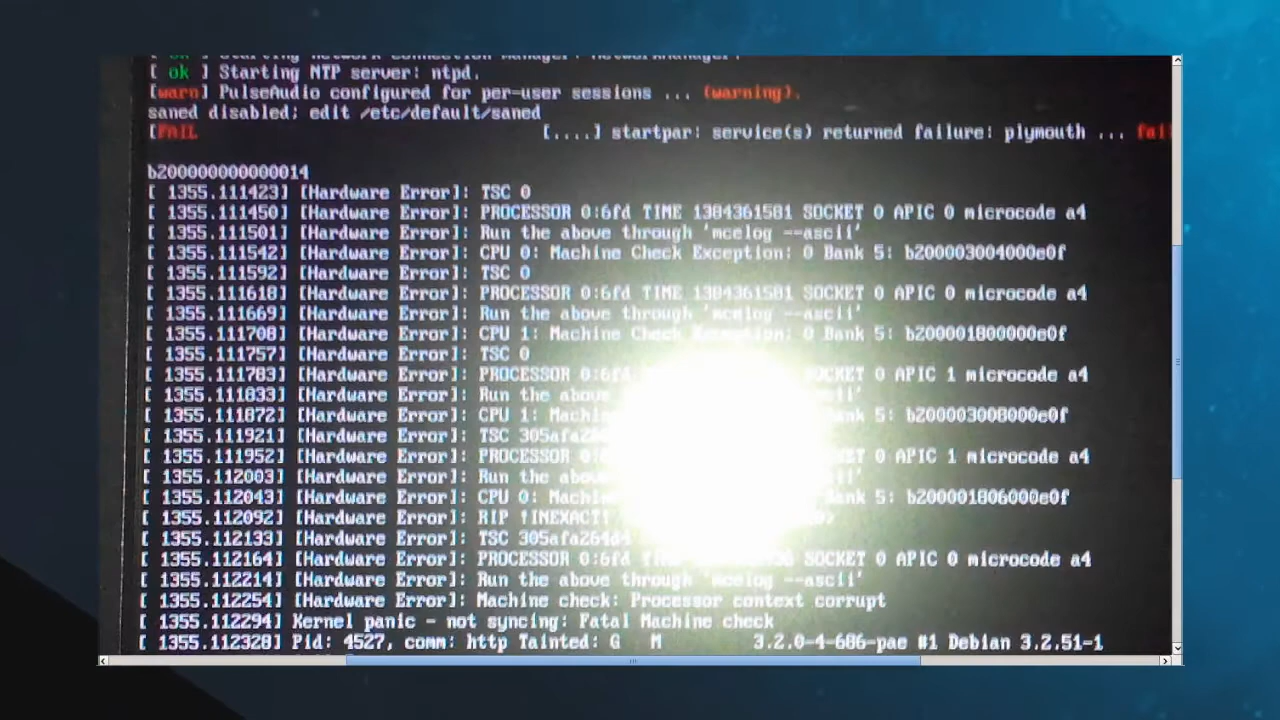 [ ok ] Starting Network Connection Manager: NetworkManager.
[ ok ] Starting NTP server: ntpd.
[warn] PulseAudio configured for per-user sessions ... (warning).
saned disabled; edit /etc/default/saned
[FAIL [....] startpar: service(s) returned failure: plymouth ... fail
b200000000000014
[ 1355.111423] [Hardware Error]: TSC 0
[ 1355.111450] [Hardware Error]: PROCESSOR 0:6fd TIME 1384361581 SOCKET 0 APIC 0 microcode a4
[ 1355.111501] [Hardware Error]: Run the above through 'mcelog --ascii'
[ 1355.111542] [Hardware Error]: CPU 0: Machine Check Exception: 0 Bank 5: b200003004000e0f
[ 1355.111592] [Hardware Error]: TSC 0
[ 1355.111618] [Hardware Error]: PROCESSOR 0:6fd TIME 1384361581 SOCKET 0 APIC 0 microcode a4
[ 1355.111669] [Hardware Error]: Run the above through 'mcelog --ascii'
[ 1355.111708] [Hardware Error]: CPU 1: Machine Check Exception: 0 Bank 5: b200001800000e0f
[ 1355.111757] [Hardware Error]: TSC 0
[ 1355.111783] [Hardware Error]: PROCESSOR 0:6fd SOCKET 0 APIC 1 microcode a4
[ 1355.111833] [Hardware Error]: Run the above
[ 1355.111872] [Hardware Error]: CPU 1: Bank 5: b200003008000e0f
[ 1355.111921] [Hardware Error]: TSC
[ 1355.111952] [Hardware Error]: PROCESSOR SOCKET 0 APIC 1 microcode a4
[ 1355.112003] [Hardware Error]: Run the above
[ 1355.112043] [Hardware Error]: CPU 0: Bank 5: b200001806000e0f
[ 1355.112092] [Hardware Error]: RIP !INEXACT!
[ 1355.112133] [Hardware Error]: TSC
[ 1355.112164] [Hardware Error]: PROCESSOR 0:6fd SOCKET 0 APIC 0 microcode a4
[ 1355.112214] [Hardware Error]: Run the above through 'mcelog --ascii'
[ 1355.112254] [Hardware Error]: Machine check: Processor context corrupt
[ 1355.112294] Kernel panic - not syncing: Fatal Machine check
[ 1355.112328] Pid: 4527, comm: http Tainted: G M 3.2.0-4-686-pae #1 Debian 3.2.51-1